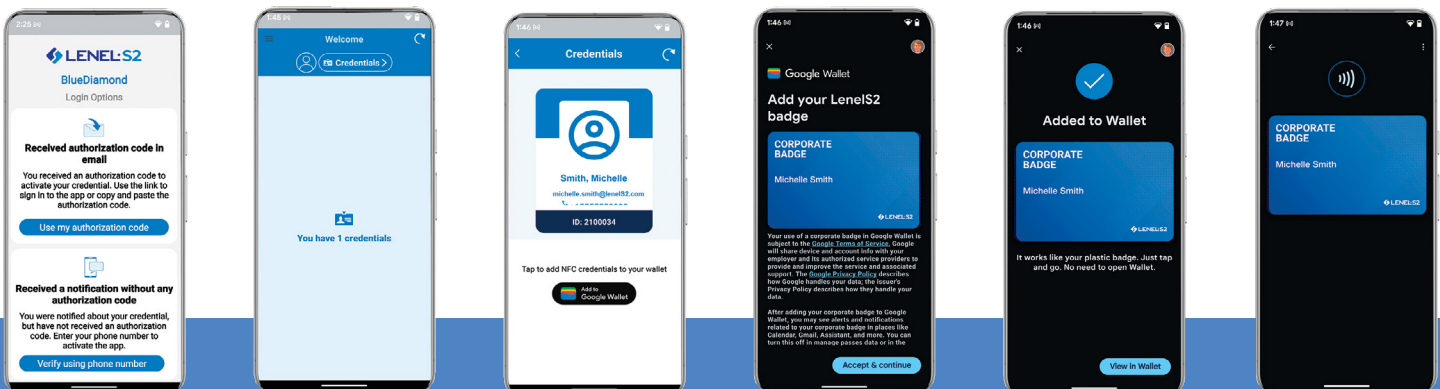 2:25
LENEL:S2
BlueDiamond
Login Options
Received authorization code in
email
You received an authorization code to
activate your credential. Use the link to
sign in to the app or copy and paste the
authorization code.
Use my authorization code
Received a notification without any
authorization code
You were notified about your credential,
but have not received an authorization
code. Enter your phone number to
activate the app.
Verify using phone number
1:45
Welcome
Credentials >
You have 1 credentials
1:46
Credentials
Smith, Michelle
michelle.smith@lenelS2.com
ID: 2100034
Tap to add NFC credentials to your wallet
Add to
Google Wallet
1:46
Google Wallet
Add your LenelS2
badge
CORPORATE
BADGE
Michelle Smith
LENEL:S2
Your use of a corporate badge in Google Wallet is
subject to the Google Terms of Service, Google
will share device and account info with your
employer and its authorized service providers to
provide and improve the service and associated
support. The Google Privacy Policy describes
how Google handles your data; the issuer's
Privacy Policy describes how they handle your
data.
After adding your corporate badge to Google
Wallet, you may see alerts and notifications
related to your corporate badge in places like
Calendar, Gmail, Assistant, and more. You can
turn this off in manage passes data or in the
Accept & continue
1:46
Added to Wallet
CORPORATE
BADGE
Michelle Smith
LENEL:S2
It works like your plastic badge. Just tap
and go. No need to open Wallet.
View in Wallet
1:47
CORPORATE
BADGE
Michelle Smith
LENEL:S2